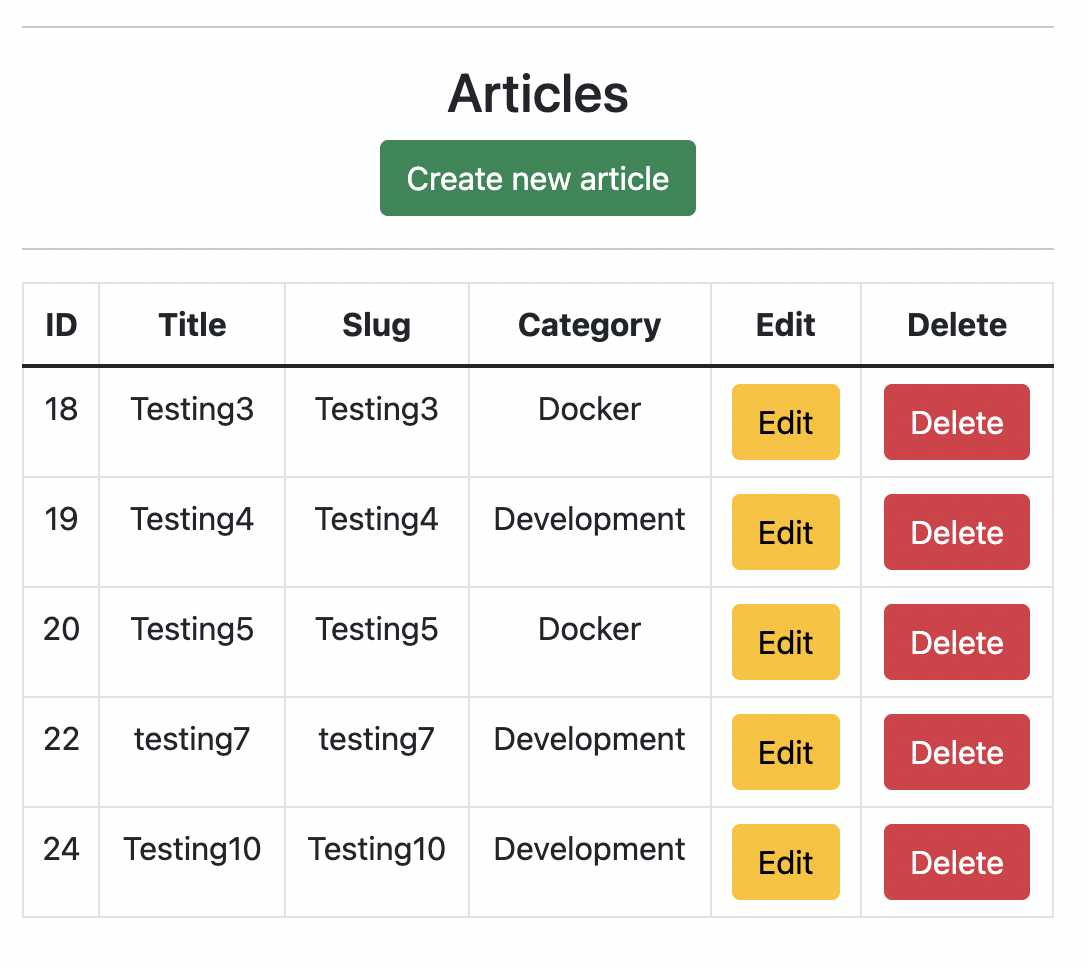 Articles
Create new article
ID Title Slug Category Edit Delete
18 Testing3 Testing3 Docker Edit Delete
19 Testing4 Testing4 Development Edit Delete
20 Testing5 Testing5 Docker Edit Delete
22 testing7 testing7 Development Edit Delete
24 Testing10 Testing10 Development Edit Delete